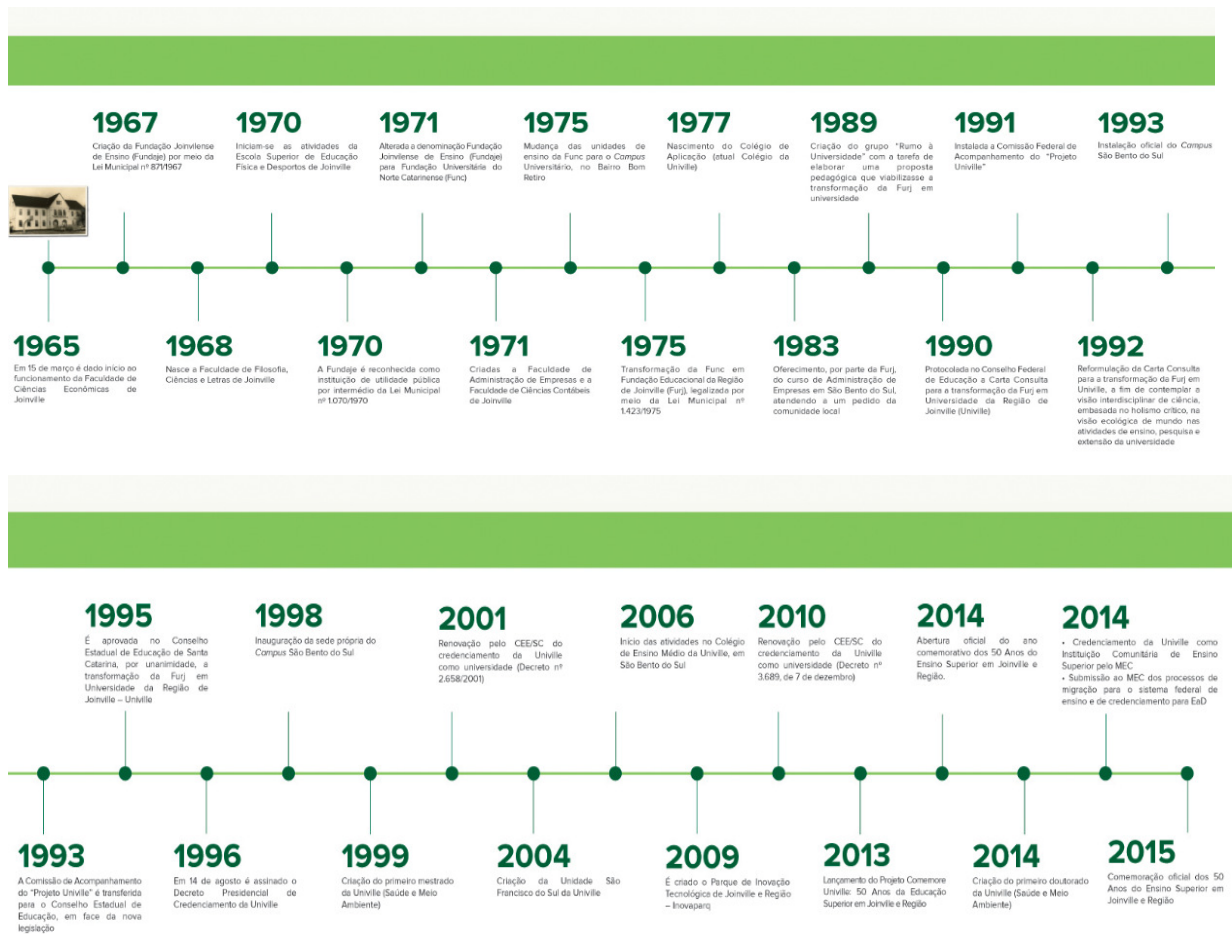 1967
Criação da Fundação Joinvilense
de Ensino (Fundaje) por meio da
Lei Municipal nº 871/1967
1970
Iniciam-se as atividades da
Escola Superior de Educação
Física e Desportos de Joinville
1971
Alterada a denominação Fundação
Joinvilense de Ensino (Fundaje)
para Fundação Universitária do
Norte Catarinense (Func)
1975
Mudança das unidades de
ensino da Func para o Campus
Universitário, no Bairro Bom
Retiro
1977
Nascimento do Colégio de
Aplicação (atual Colégio da
Univille)
1989
Criação do grupo "Rumo à
Universidade" com a tarefa de
elaborar uma proposta
pedagógica que viabilizasse a
transformação da Furj em
universidade
1991
Instalada a Comissão Federal de
Acompanhamento do "Projeto
Univille"
1993
Instalação oficial do Campus
São Bento do Sul
1965
Em 15 de março é dado início ao
funcionamento da Faculdade de
Ciências Econômicas de
Joinville
1968
Nasce a Faculdade de Filosofia,
Ciências e Letras de Joinville
1970
A Fundaje é reconhecida como
instituição de utilidade pública
por intermédio da Lei Municipal
nº 1.070/1970
1971
Criadas a Faculdade de
Administração de Empresas e a
Faculdade de Ciências Contábeis
de Joinville
1975
Transformação da Func em
Fundação Educacional da Região
de Joinville (Furj), legalizada por
meio da Lei Municipal nº
1.423/1975
1983
Oferecimento, por parte da Furj,
do curso de Administração de
Empresas em São Bento do Sul,
atendendo a um pedido da
comunidade local
1990
Protocolada no Conselho Federal
de Educação a Carta Consulta
para a transformação da Furj em
Universidade da Região de
Joinville (Univille)
1992
Reformulação da Carta Consulta
para a transformação da Furj em
Univille, a fim de contemplar a
visão interdisciplinar de ciência,
embasada no holismo crítico, na
visão ecológica de mundo nas
atividades de ensino, pesquisa e
extensão da universidade
1995
É aprovada no Conselho
Estadual de Educação de Santa
Catarina, por unanimidade, a
transformação da Furj em
Universidade da Região de
Joinville – Univille
1998
Inauguração da sede própria do
Campus São Bento do Sul
2001
Renovação pelo CEE/SC do
credenciamento da Univille
como universidade (Decreto nº
2.658/2001)
2006
Início das atividades no Colégio
de Ensino Médio da Univille, em
São Bento do Sul
2010
Renovação pelo CEE/SC do
credenciamento da Univille
como universidade (Decreto nº
3.689, de 7 de dezembro)
2014
Abertura oficial do ano
comemorativo dos 50 Anos do
Ensino Superior em Joinville e
Região.
2014
• Credenciamento da Univille como
Instituição Comunitária de Ensino
Superior pelo MEC
• Submissão ao MEC dos processos de
migração para o sistema federal de
ensino e de credenciamento para EaD
1993
A Comissão de Acompanhamento
do "Projeto Univille" é transferida
para o Conselho Estadual de
Educação, em face da nova
legislação
1996
Em 14 de agosto é assinado o
Decreto Presidencial de
Credenciamento da Univille
1999
Criação do primeiro mestrado
da Univille (Saúde e Meio
Ambiente)
2004
Criação da Unidade São
Francisco do Sul da Univille
2009
É criado o Parque de Inovação
Tecnológica de Joinville e Região
– Inovaparq
2013
Lançamento do Projeto Comemore
Univille: 50 Anos da Educação
Superior em Joinville e Região
2014
Criação do primeiro doutorado
da Univille (Saúde e Meio
Ambiente)
2015
Comemoração oficial dos 50
Anos do Ensino Superior em
Joinville e Região